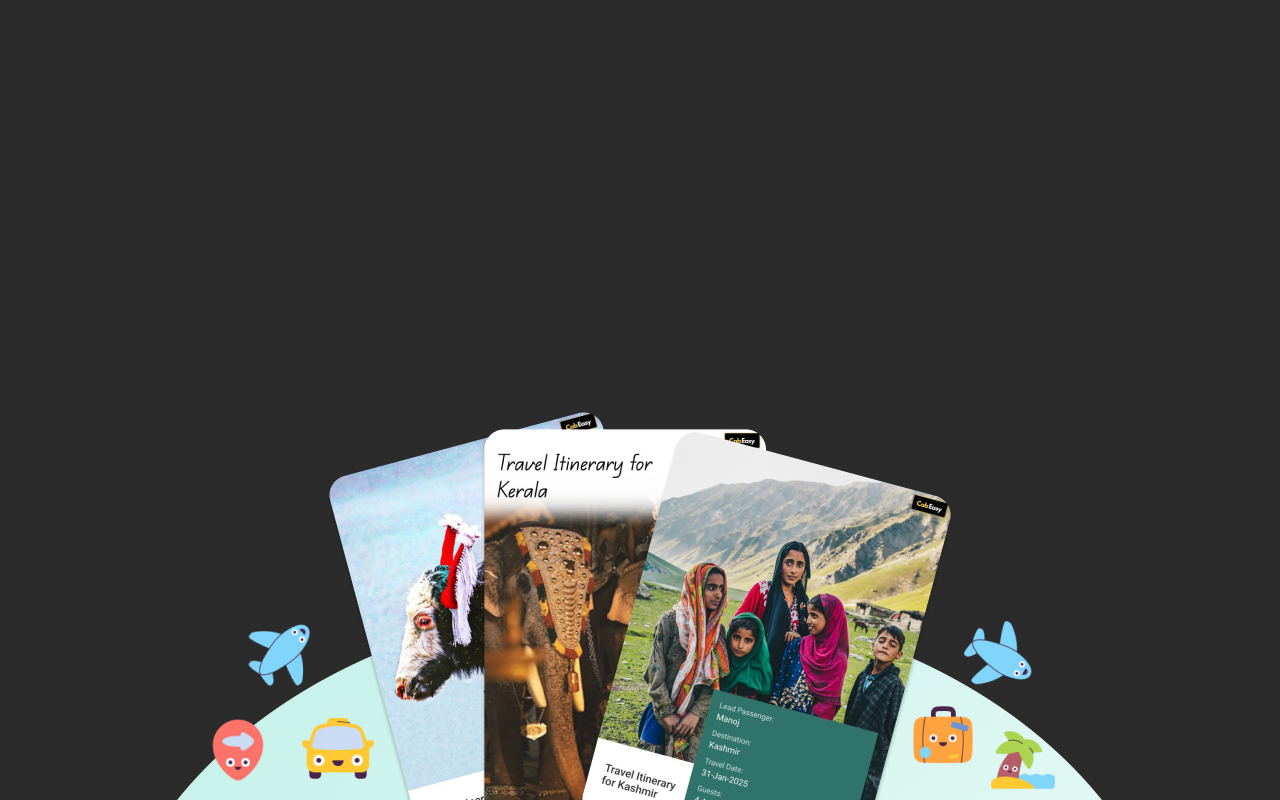 CabEasy
Travel Itinerary for
Kerala
CabEasy
CabEasy
Lead Passenger:
Manoj
Destination:
Kashmir
Travel Date:
31-Jan-2025
Guests:
Travel Itinerary
for Kashmir